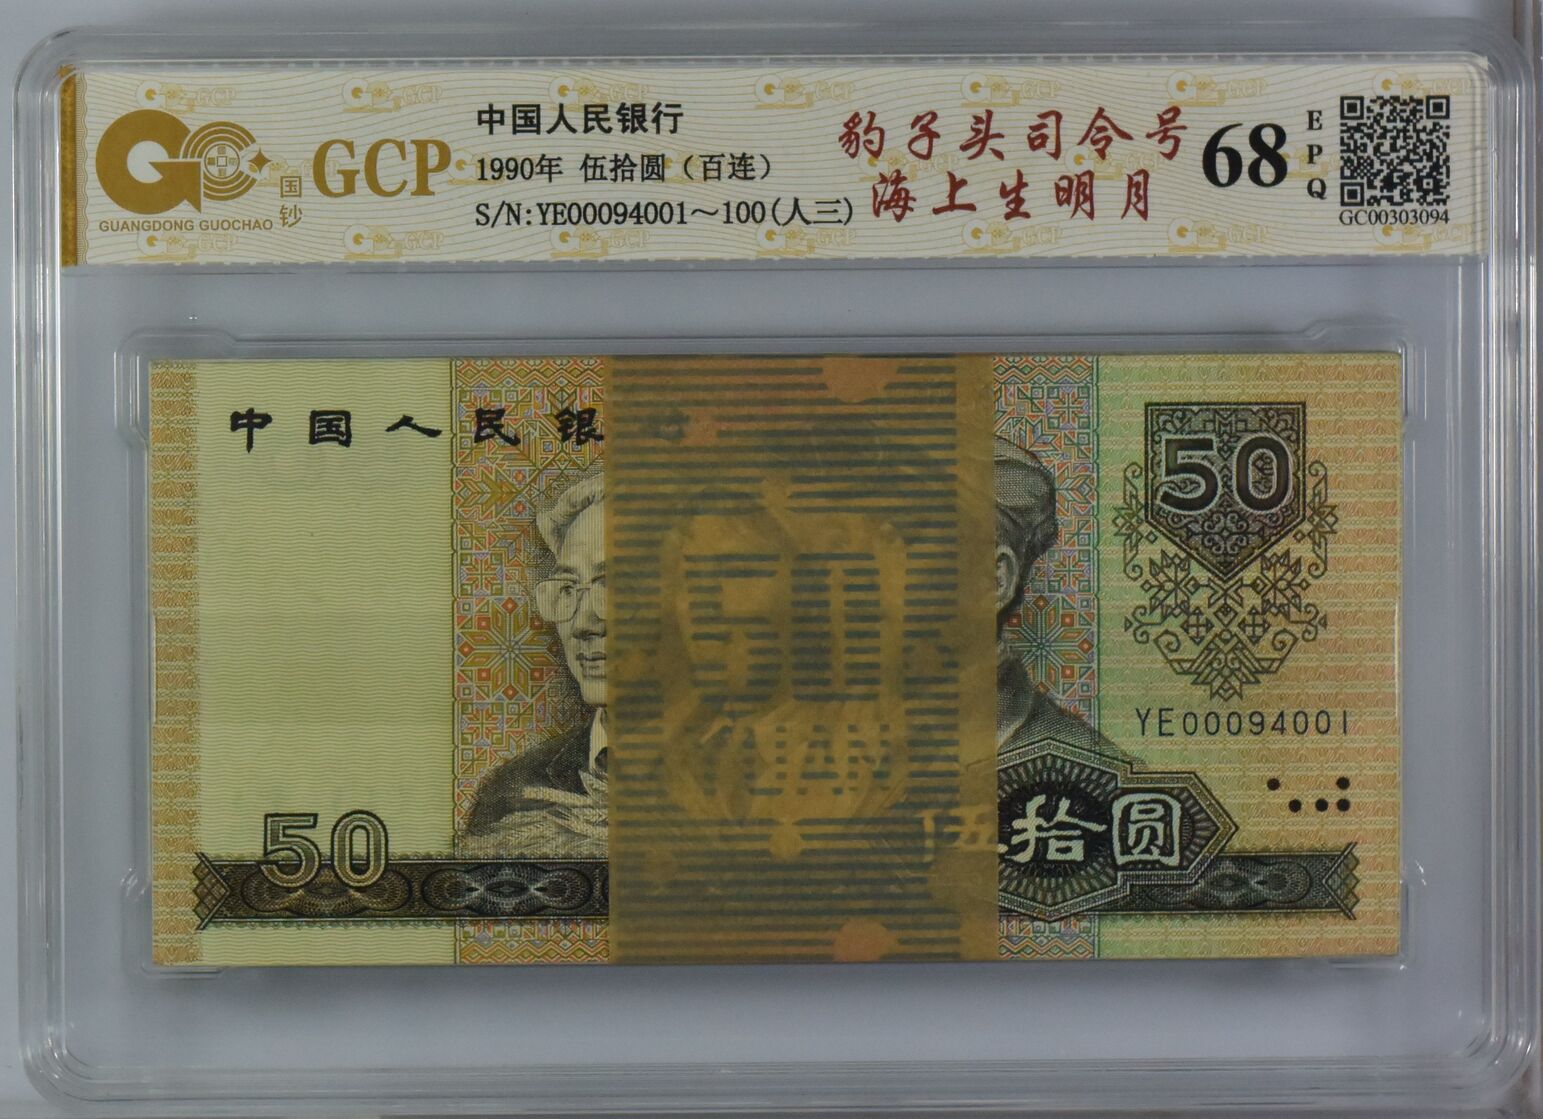 GCP
GUANGDONG GUOCHAO
国钞
中国人民银行
1990年 伍拾圆（百连）
S/N:YE00094001～100(人三)
豹子头司令号
海上生明月
68
EPQ
GC00303094
中国人民银
50
50
YE00094001
伍拾圆
50